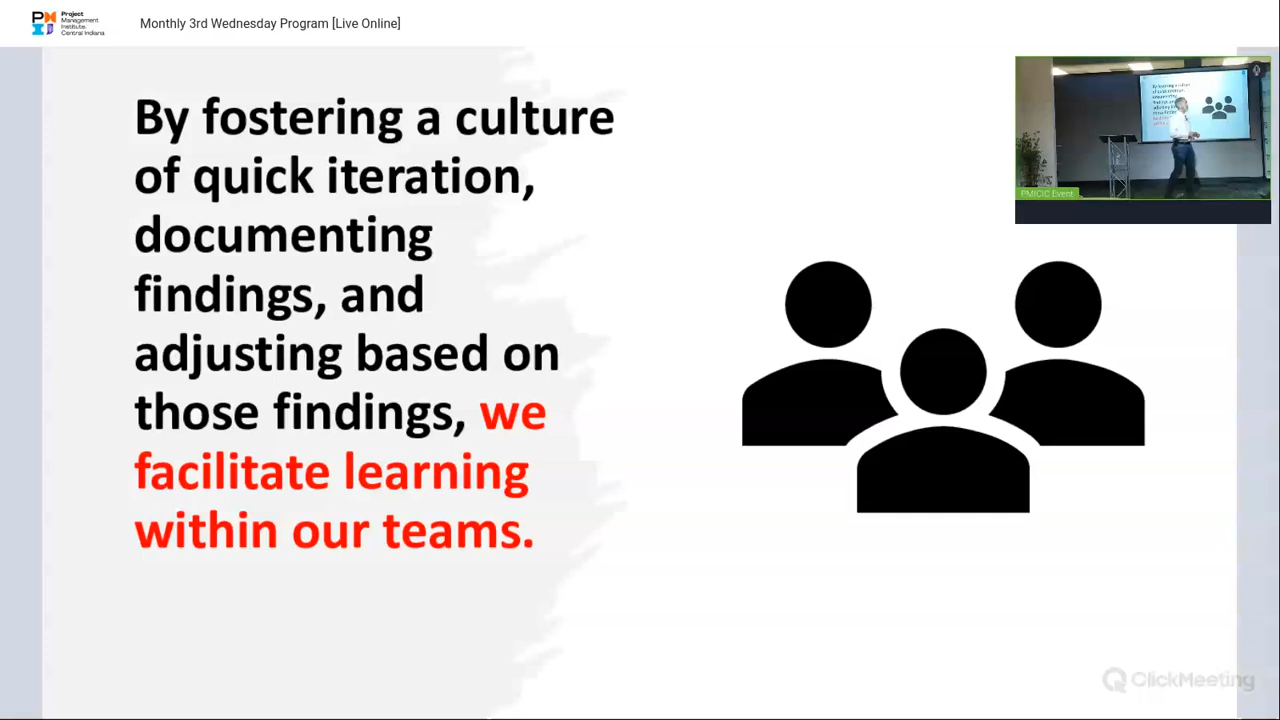 Project
Management
Institute.
Central Indiana
Monthly 3rd Wednesday Program [Live Online]
By fostering a culture
of quick iteration,
documenting
findings, and
adjusting based on
those findings, we
facilitate learning
within our teams.
PMICIC Event
ClickMeeting